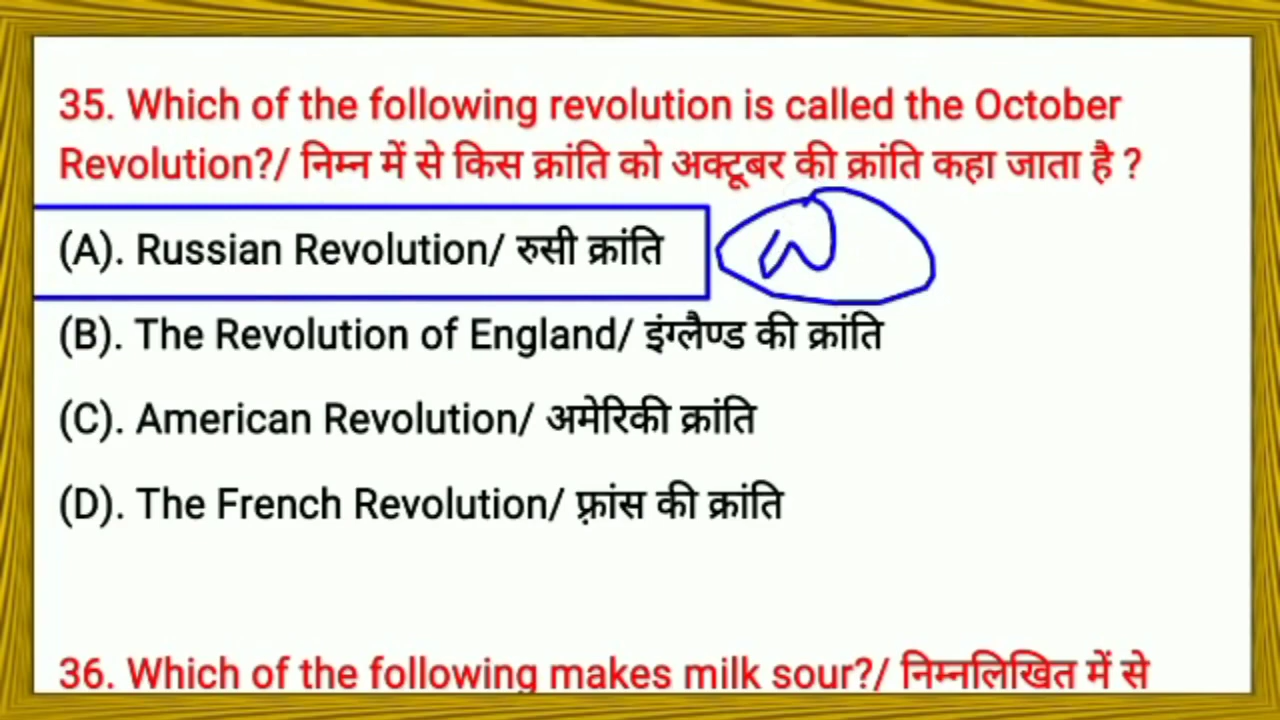 35. Which of the following revolution is called the October
Revolution?/ निम्न में से किस क्रांति को अक्टूबर की क्रांति कहा जाता है ?
(A). Russian Revolution/ रुसी क्रांति
(B). The Revolution of England/ इंग्लैण्ड की क्रांति
(C). American Revolution/ अमेरिकी क्रांति
(D). The French Revolution/ फ़्रांस की क्रांति
36. Which of the following makes milk sour?/ निम्नलिखित में से